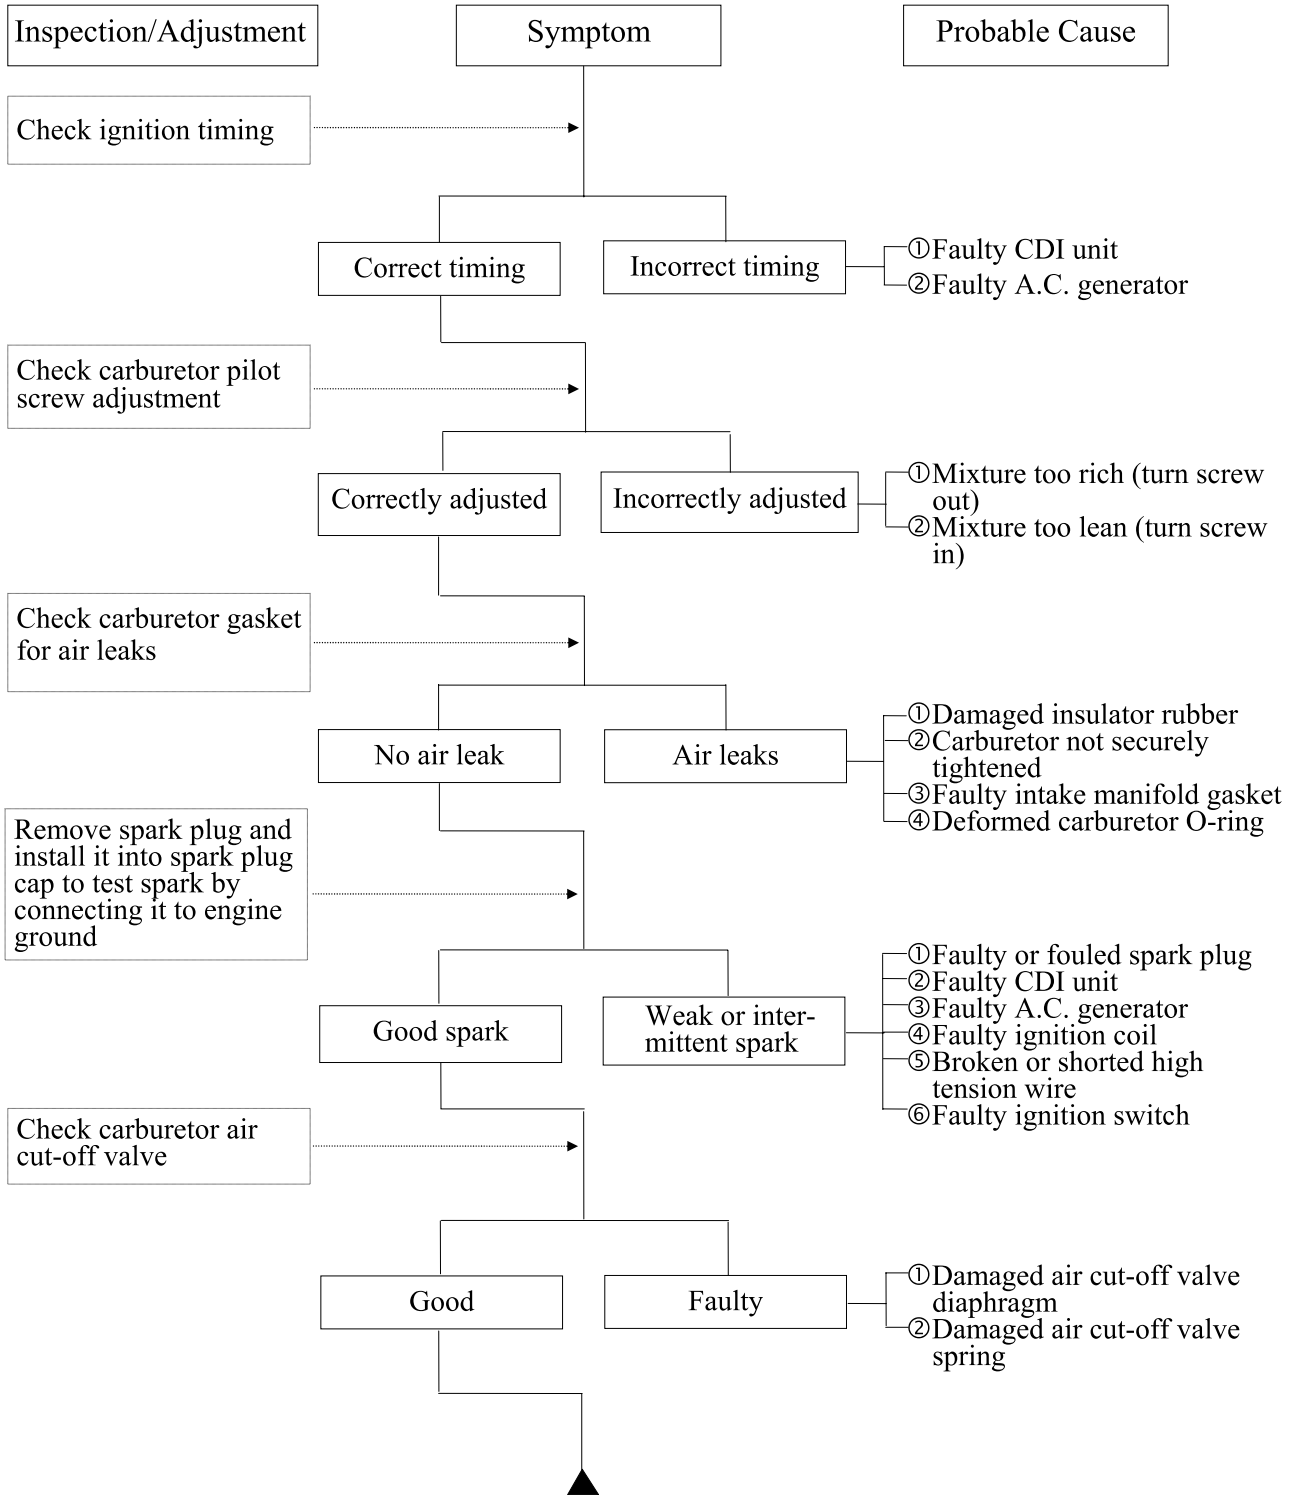 Inspection/Adjustment
Symptom
Probable Cause
Check ignition timing
Correct timing
Incorrect timing
①Faulty CDI unit
②Faulty A.C. generator
Check carburetor pilot
screw adjustment
Correctly adjusted
Incorrectly adjusted
①Mixture too rich (turn screw
out)
②Mixture too lean (turn screw
in)
Check carburetor gasket
for air leaks
No air leak
Air leaks
①Damaged insulator rubber
②Carburetor not securely
tightened
③Faulty intake manifold gasket
④Deformed carburetor O-ring
Remove spark plug and
install it into spark plug
cap to test spark by
connecting it to engine
ground
Good spark
Weak or inter-
mittent spark
①Faulty or fouled spark plug
②Faulty CDI unit
③Faulty A.C. generator
④Faulty ignition coil
⑤Broken or shorted high
tension wire
⑥Faulty ignition switch
Check carburetor air
cut-off valve
Good
Faulty
①Damaged air cut-off valve
diaphragm
②Damaged air cut-off valve
spring